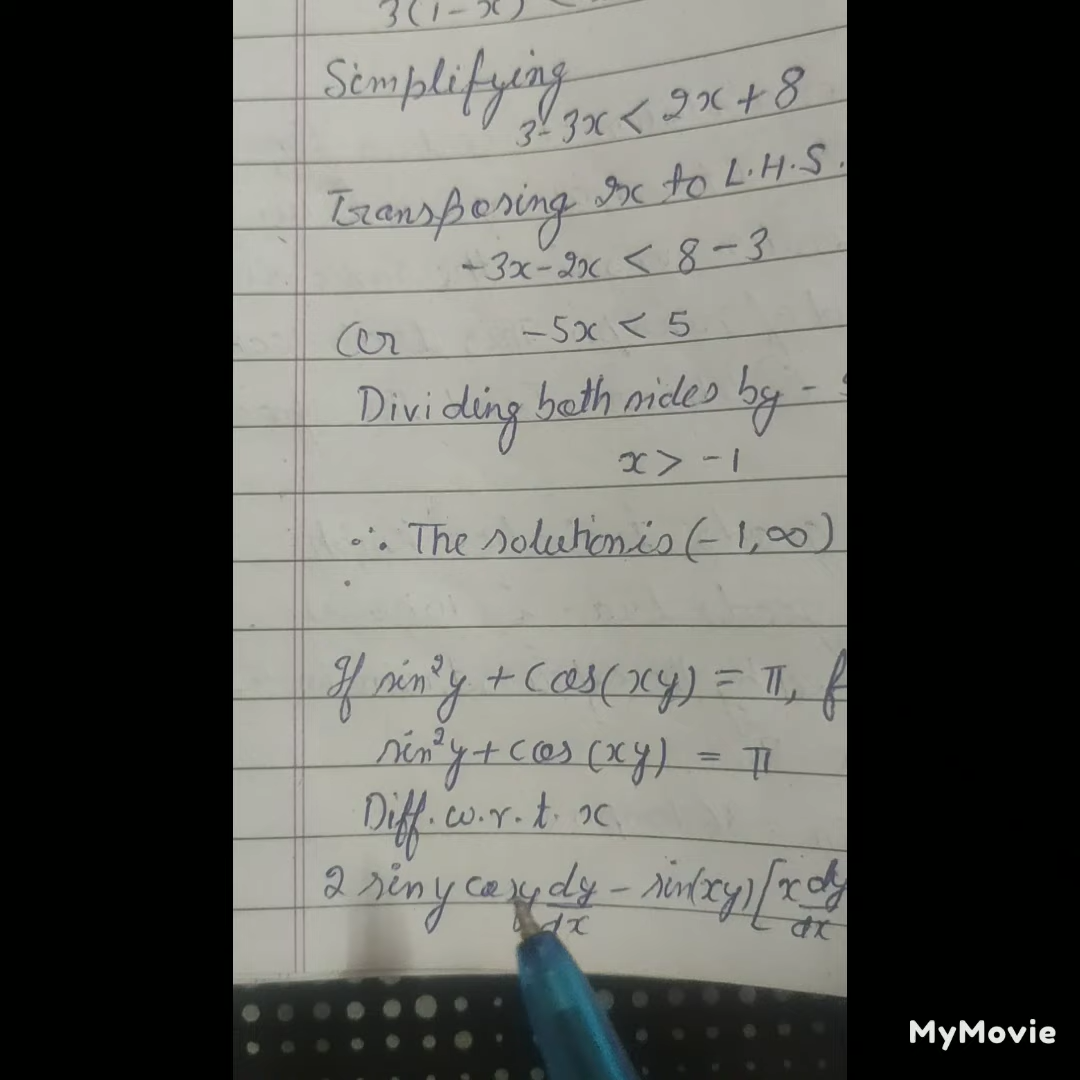 3(1-x)
Simplifying
3-3x < 2x + 8
Transposing 2x to L.H.S.
-3x-2x < 8-3
Or -5x < 5
Dividing both sides by -
x > -1
∴ The solution is (-1, ∞)
If sin²y + cos(xy) = π, f
sin²y + cos(xy) = π
Diff. w.r.t. x
2 sin y cos y dy/dx - sin(xy) [x dy/dx
MyMovie